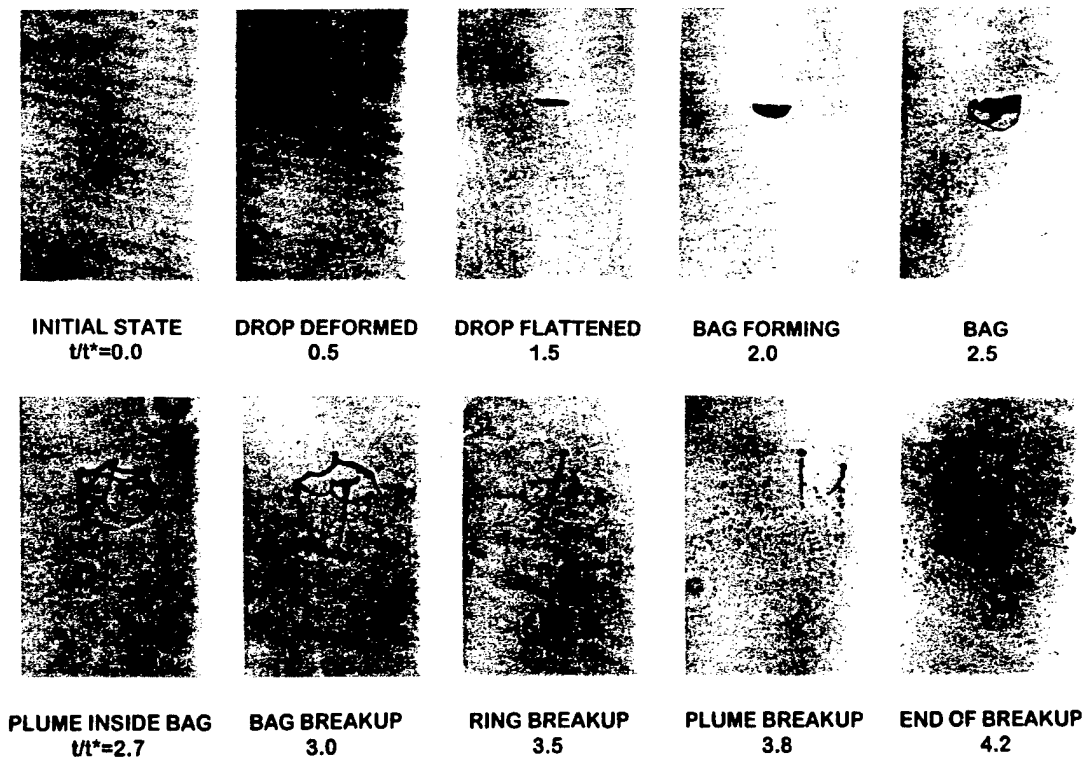 INITIAL STATE
t/t*=0.0
DROP DEFORMED
0.5
DROP FLATTENED
1.5
BAG FORMING
2.0
BAG
2.5
PLUME INSIDE BAG
t/t*=2.7
BAG BREAKUP
3.0
RING BREAKUP
3.5
PLUME BREAKUP
3.8
END OF BREAKUP
4.2